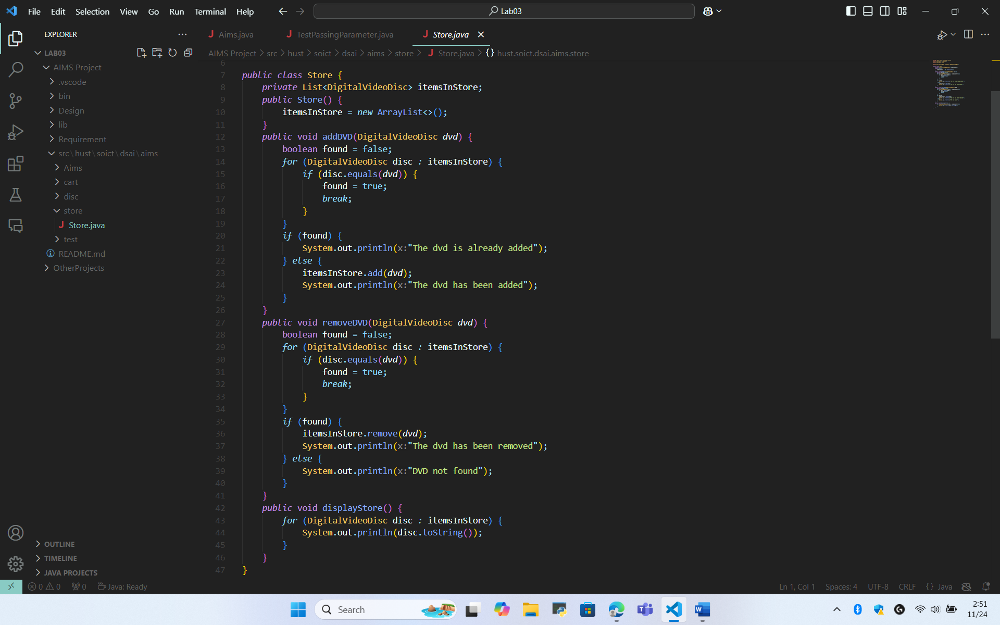 File Edit Selection View Go Run Terminal Help
Lab03
EXPLORER
Aims.java
TestPassingParameter.java
Store.java
LAB03
AIMS Project > src > hust > soict > dsai > aims > store > Store.java > {} hust.soict.dsai.aims.store
AIMS Project
.vscode
bin
Design
lib
Requirement
src\hust\soict\dsai\aims
Aims
cart
disc
store
Store.java
test
README.md
OtherProjects
OUTLINE
TIMELINE
JAVA PROJECTS
6
7 public class Store {
8 private List<DigitalVideoDisc> itemsInStore;
9 public Store() {
10 itemsInStore = new ArrayList<>();
11 }
12 public void addDVD(DigitalVideoDisc dvd) {
13 boolean found = false;
14 for (DigitalVideoDisc disc : itemsInStore) {
15 if (disc.equals(dvd)) {
16 found = true;
17 break;
18 }
19 }
20 if (found) {
21 System.out.println(x:"The dvd is already added");
22 } else {
23 itemsInStore.add(dvd);
24 System.out.println(x:"The dvd has been added");
25 }
26 }
27 public void removeDVD(DigitalVideoDisc dvd) {
28 boolean found = false;
29 for (DigitalVideoDisc disc : itemsInStore) {
30 if (disc.equals(dvd)) {
31 found = true;
32 break;
33 }
34 }
35 if (found) {
36 itemsInStore.remove(dvd);
37 System.out.println(x:"The dvd has been removed");
38 } else {
39 System.out.println(x:"DVD not found");
40 }
41 }
42 public void displayStore() {
43 for (DigitalVideoDisc disc : itemsInStore) {
44 System.out.println(disc.toString());
45 }
46 }
47 }
0 0 0 Java: Ready
Ln 1, Col 1 Spaces: 4 UTF-8 CRLF {} Java
Search
2:51
11/24